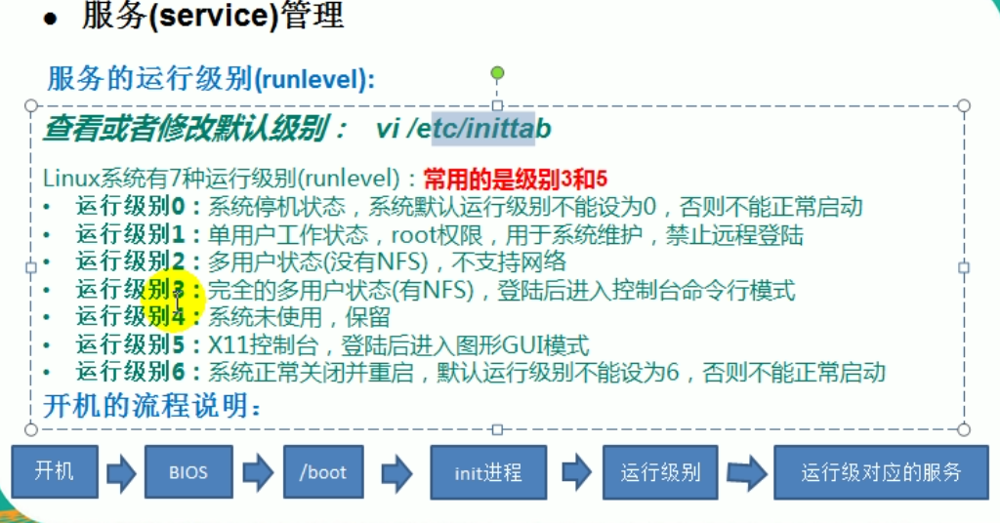 ● 服务(service)管理
服务的运行级别(runlevel):
查看或者修改默认级别： vi /etc/inittab
Linux系统有7种运行级别(runlevel)：常用的是级别3和5
• 运行级别0：系统停机状态，系统默认运行级别不能设为0，否则不能正常启动
• 运行级别1：单用户工作状态，root权限，用于系统维护，禁止远程登陆
• 运行级别2：多用户状态(没有NFS)，不支持网络
• 运行级别3：完全的多用户状态(有NFS)，登陆后进入控制台命令行模式
• 运行级别4：系统未使用，保留
• 运行级别5：X11控制台，登陆后进入图形GUI模式
• 运行级别6：系统正常关闭并重启，默认运行级别不能设为6，否则不能正常启动
开机的流程说明：
开机
BIOS
/boot
init进程
运行级别
运行级对应的服务